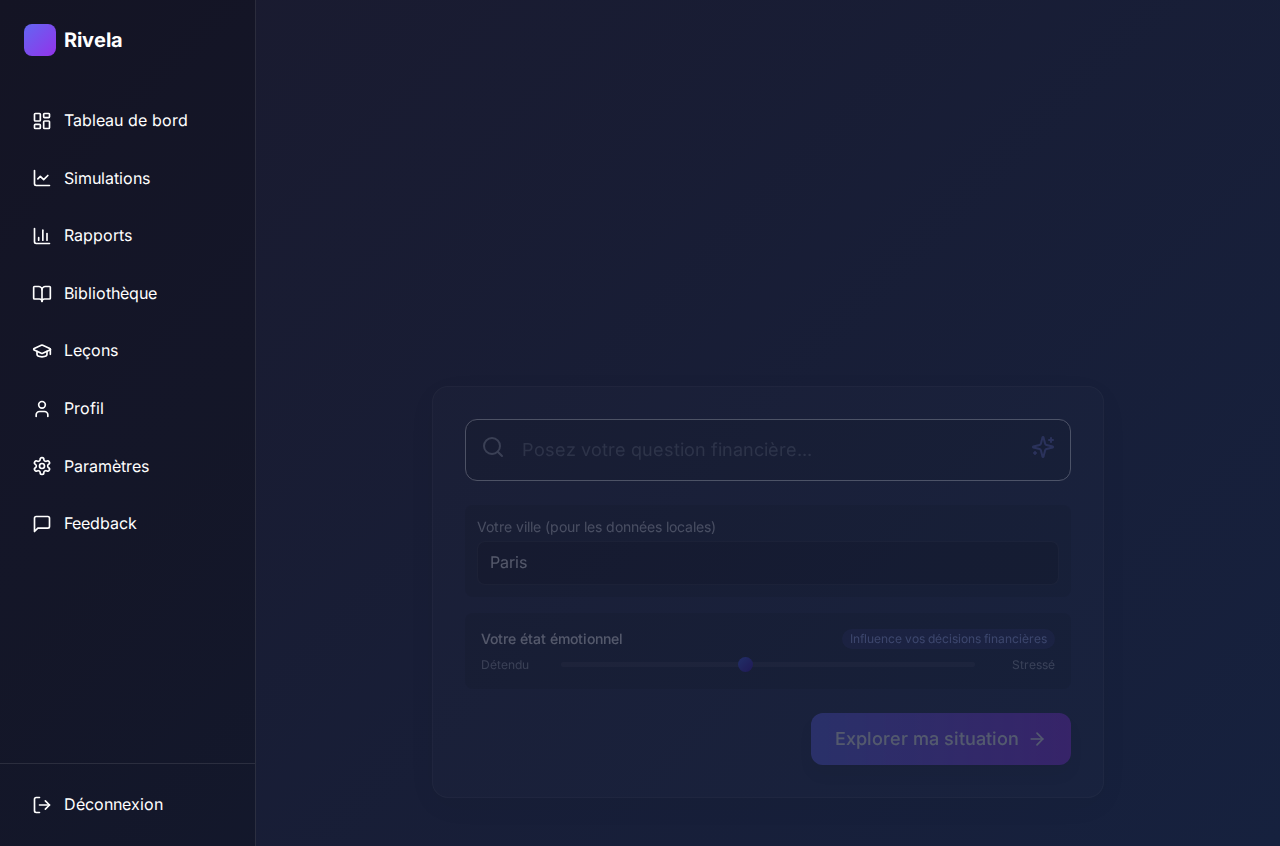 Rivela
Tableau de bord
Simulations
Rapports
Bibliothèque
Leçons
Profil
Paramètres
Feedback
Déconnexion
Posez votre question financière...
Votre ville (pour les données locales)
Paris
Votre état émotionnel
Influence vos décisions financières
Détendu
Stressé
Explorer ma situation